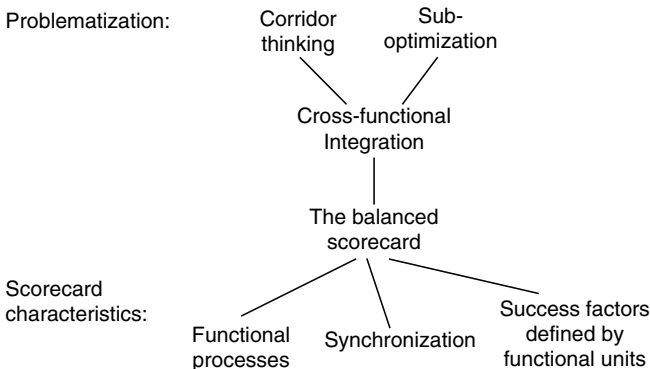 Problematization:
Corridor
thinking
Sub-
optimization
Cross-functional
Integration
The balanced
scorecard
Scorecard
characteristics:
Functional
processes
Synchronization
Success factors
defined by
functional units